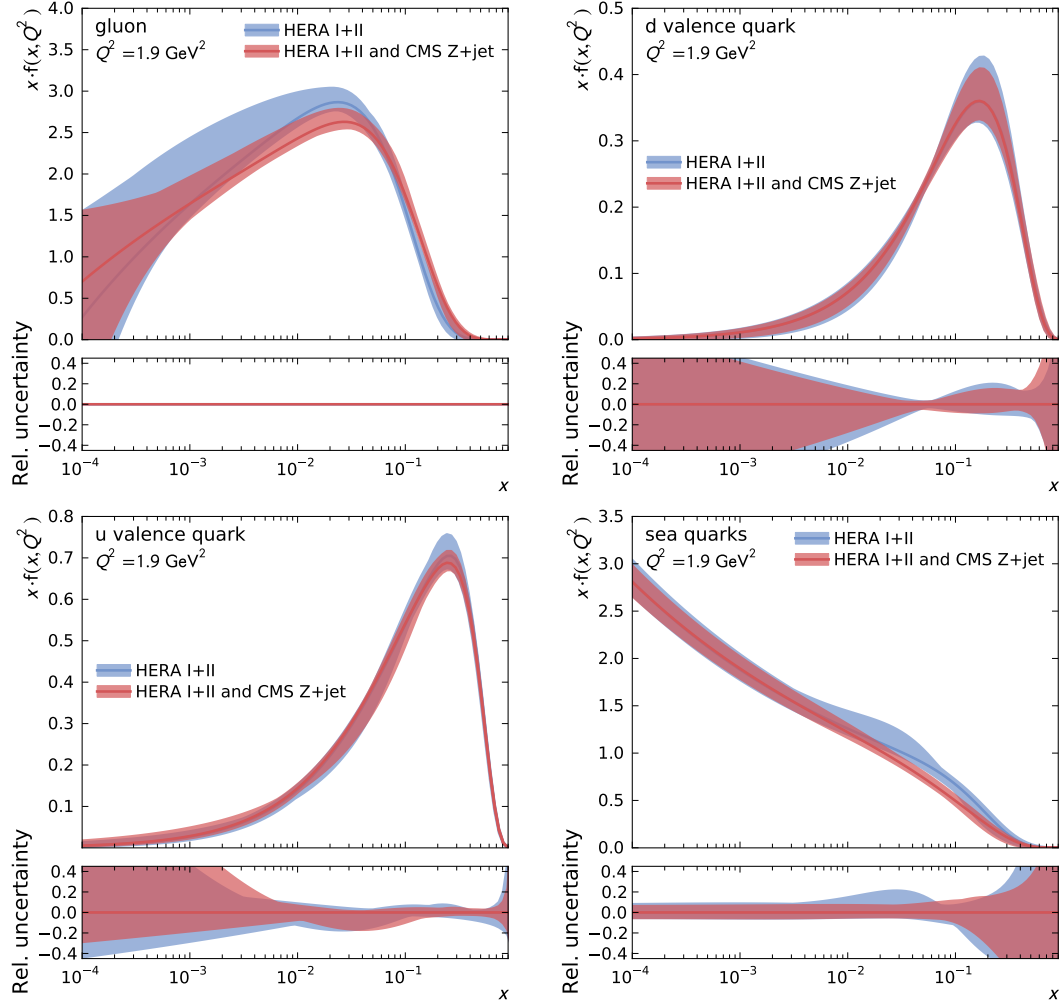 gluon
Q² = 1.9 GeV²
HERA I+II
HERA I+II and CMS Z+jet
x·f(x,Q²)
4.0
3.5
3.0
2.5
2.0
1.5
1.0
0.5
0.0
Rel. uncertainty
0.4
0.2
0.0
−0.2
−0.4
10⁻⁴ 10⁻³ 10⁻² 10⁻¹
x
d valence quark
Q² = 1.9 GeV²
HERA I+II
HERA I+II and CMS Z+jet
x·f(x,Q²)
0.5
0.4
0.3
0.2
0.1
0.0
Rel. uncertainty
0.4
0.2
0.0
−0.2
−0.4
10⁻⁴ 10⁻³ 10⁻² 10⁻¹
x
u valence quark
Q² = 1.9 GeV²
HERA I+II
HERA I+II and CMS Z+jet
x·f(x,Q²)
0.8
0.7
0.6
0.5
0.4
0.3
0.2
0.1
Rel. uncertainty
0.4
0.2
0.0
−0.2
−0.4
10⁻⁴ 10⁻³ 10⁻² 10⁻¹
x
sea quarks
Q² = 1.9 GeV²
HERA I+II
HERA I+II and CMS Z+jet
x·f(x,Q²)
3.5
3.0
2.5
2.0
1.5
1.0
0.5
0.0
Rel. uncertainty
0.4
0.2
0.0
−0.2
−0.4
10⁻⁴ 10⁻³ 10⁻² 10⁻¹
x